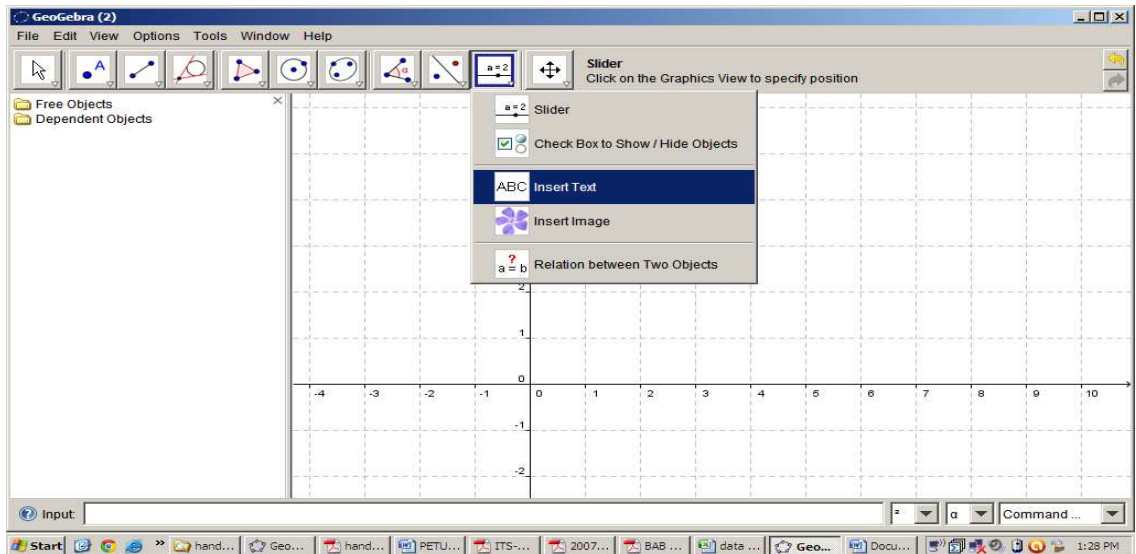 GeoGebra (2)
File Edit View Options Tools Window Help
A
α
a = 2
Slider
Click on the Graphics View to specify position
Free Objects
Dependent Objects
a = 2 Slider
Check Box to Show / Hide Objects
ABC Insert Text
Insert Image
?
a = b Relation between Two Objects
2
1
0
-4 -3 -2 -1 0 1 2 3 4 5 6 7 8 9 10
-1
-2
Input: ² α Command ...
Start » hand... Geo... hand... PETU... ITS-... 2007... BAB ... data ... Geo... Docu... 1:28 PM